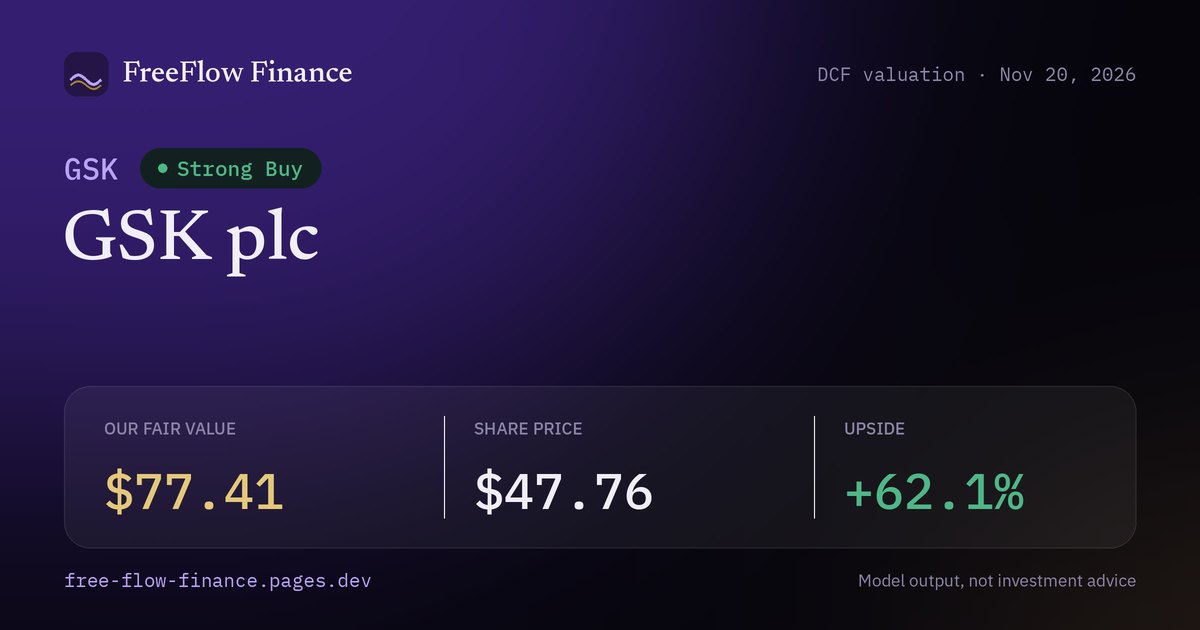 FreeFlow Finance
DCF valuation · Nov 20, 2026
GSK
Strong Buy
GSK plc
OUR FAIR VALUE
$77.41
SHARE PRICE
$47.76
UPSIDE
+62.1%
free-flow-finance.pages.dev
Model output, not investment advice